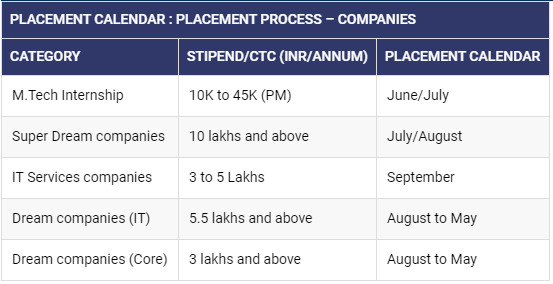 PLACEMENT CALENDAR : PLACEMENT PROCESS – COMPANIES
CATEGORY STIPEND/CTC (INR/ANNUM) PLACEMENT CALENDAR
M.Tech Internship 10K to 45K (PM) June/July
Super Dream companies 10 lakhs and above July/August
IT Services companies 3 to 5 Lakhs September
Dream companies (IT) 5.5 lakhs and above August to May
Dream companies (Core) 3 lakhs and above August to May